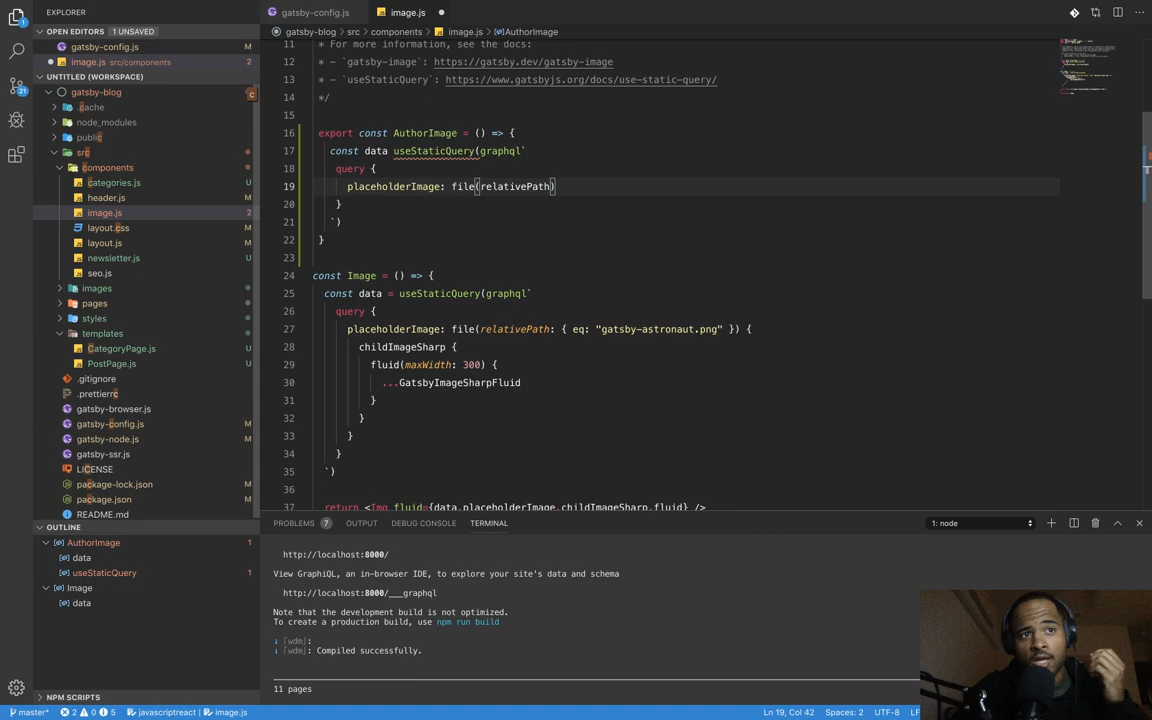 EXPLORER
OPEN EDITORS 1 UNSAVED
gatsby-config.js M
image.js src/components 2
UNTITLED (WORKSPACE)
gatsby-blog
.cache
node_modules
public
src
components
categories.js U
header.js M
image.js 2
layout.css M
layout.js M
newsletter.js U
seo.js
images
pages
styles
templates
CategoryPage.js U
PostPage.js U
.gitignore
.prettierrc
gatsby-browser.js
gatsby-config.js M
gatsby-node.js M
gatsby-ssr.js
LICENSE
package-lock.json M
package.json M
README.md
OUTLINE
AuthorImage 1
data
useStaticQuery 1
Image
data
NPM SCRIPTS
gatsby-config.js
image.js
gatsby-blog › src › components › image.js › AuthorImage
11 * For more information, see the docs:
12 * - `gatsby-image`: https://gatsby.dev/gatsby-image
13 * - `useStaticQuery`: https://www.gatsbyjs.org/docs/use-static-query/
14 */
15
16 export const AuthorImage = () => {
17 const data useStaticQuery(graphql`
18 query {
19 placeholderImage: file(relativePath)
20 }
21 `)
22 }
23
24 const Image = () => {
25 const data = useStaticQuery(graphql`
26 query {
27 placeholderImage: file(relativePath: { eq: "gatsby-astronaut.png" }) {
28 childImageSharp {
29 fluid(maxWidth: 300) {
30 ...GatsbyImageSharpFluid
31 }
32 }
33 }
34 }
35 `)
36
37 return <Img fluid={data.placeholderImage.childImageSharp.fluid} />
PROBLEMS 7 OUTPUT DEBUG CONSOLE TERMINAL 1: node
http://localhost:8000/
View GraphiQL, an in-browser IDE, to explore your site's data and schema
http://localhost:8000/___graphql
Note that the development build is not optimized.
To create a production build, use npm run build
ℹ ｢wdm｣:
ℹ ｢wdm｣: Compiled successfully.
11 pages
master* 2 0 5 javascriptreact image.js Ln 19, Col 42 Spaces: 2 UTF-8 LF